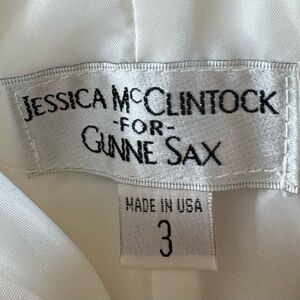 JESSICA McCLINTOCK
-FOR-
GUNNE SAX
MADE IN USA
3